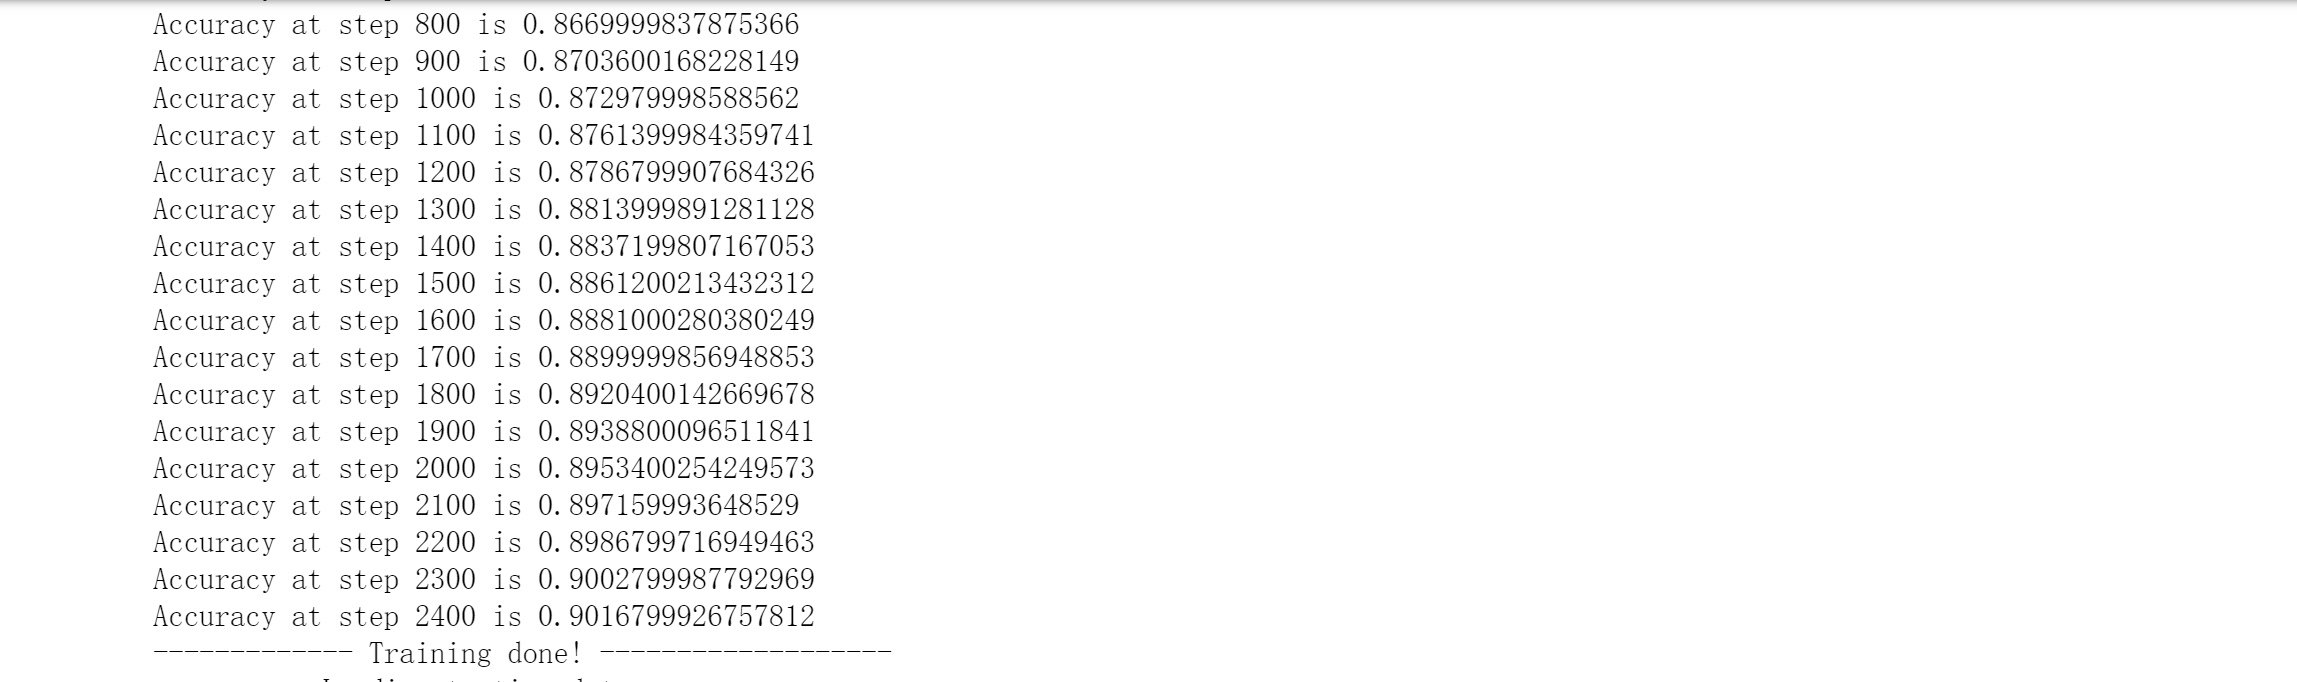 Accuracy at step 800 is 0.8669999837875366
Accuracy at step 900 is 0.8703600168228149
Accuracy at step 1000 is 0.872979998588562
Accuracy at step 1100 is 0.8761399984359741
Accuracy at step 1200 is 0.8786799907684326
Accuracy at step 1300 is 0.8813999891281128
Accuracy at step 1400 is 0.8837199807167053
Accuracy at step 1500 is 0.8861200213432312
Accuracy at step 1600 is 0.8881000280380249
Accuracy at step 1700 is 0.8899999856948853
Accuracy at step 1800 is 0.8920400142669678
Accuracy at step 1900 is 0.8938800096511841
Accuracy at step 2000 is 0.8953400254249573
Accuracy at step 2100 is 0.897159993648529
Accuracy at step 2200 is 0.8986799716949463
Accuracy at step 2300 is 0.9002799987792969
Accuracy at step 2400 is 0.9016799926757812
------------- Training done! -------------------